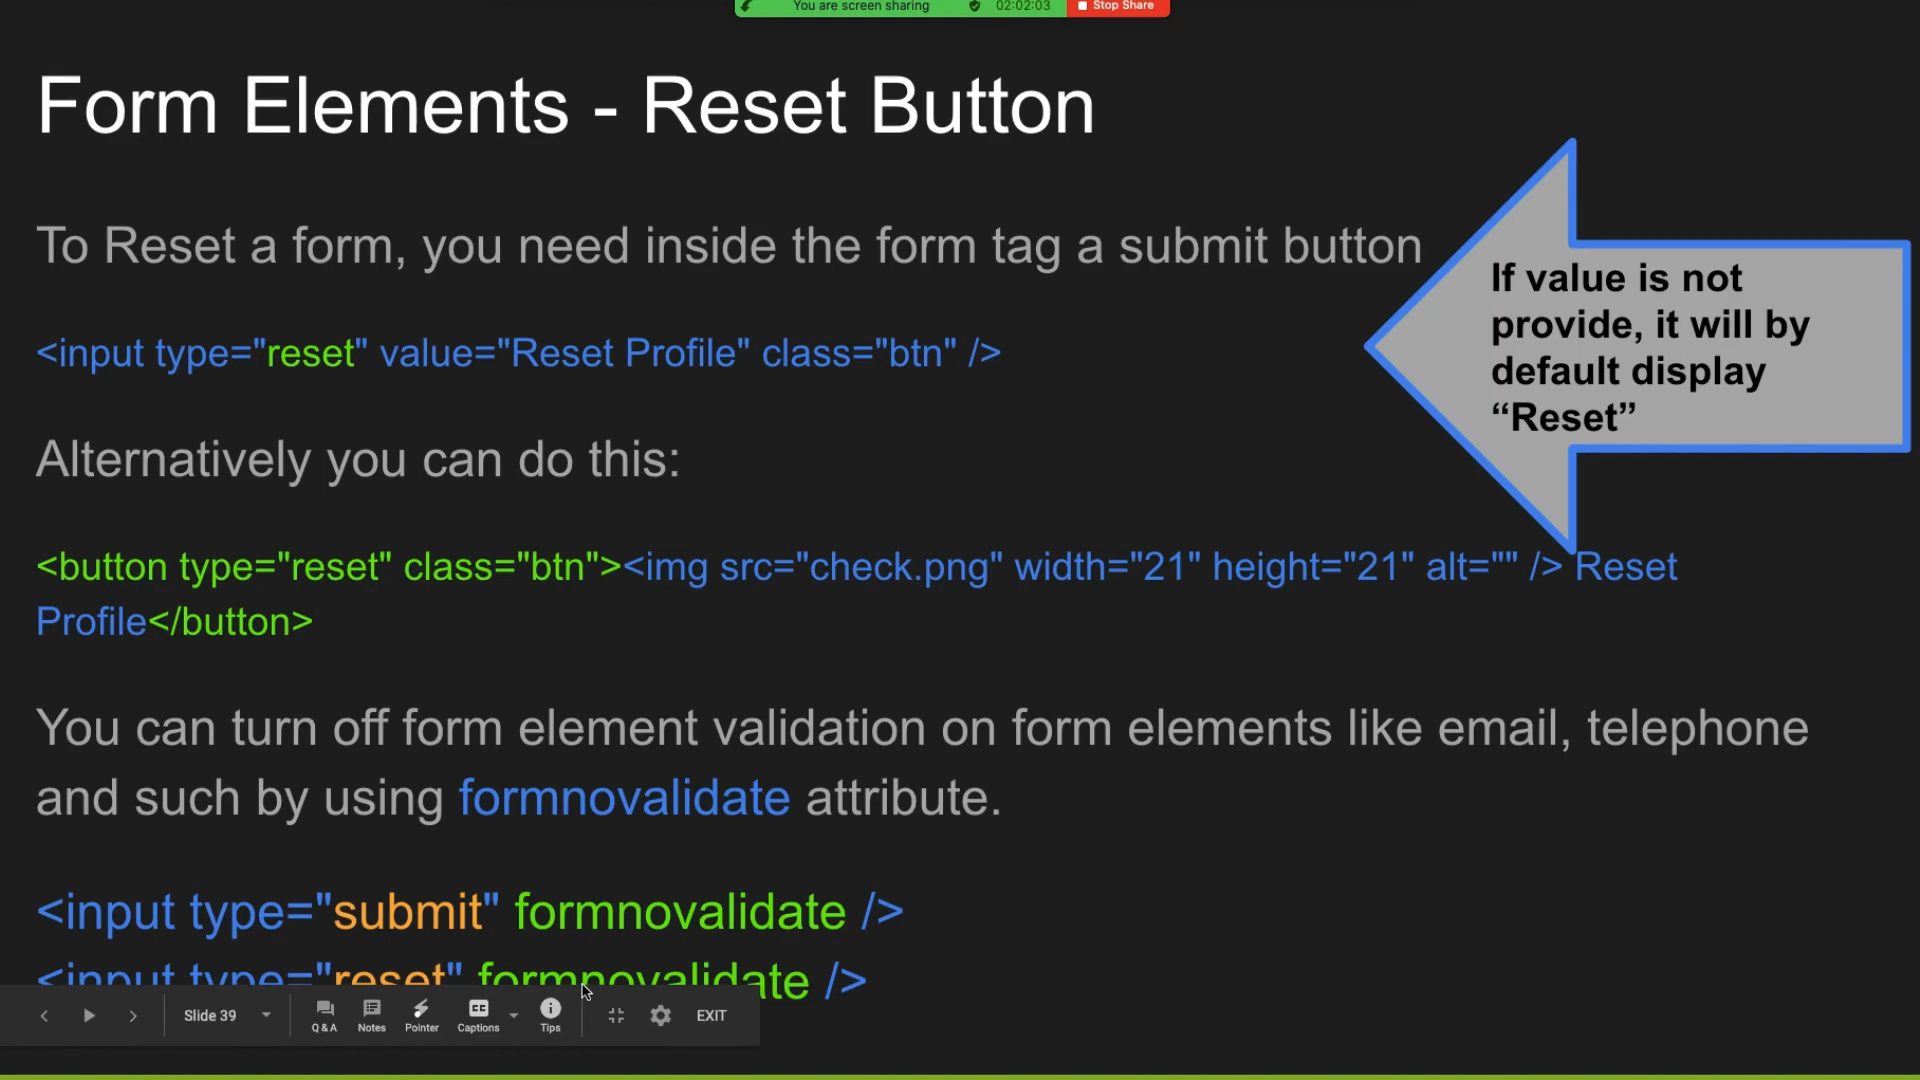 You are screen sharing 02:02:03 Stop Share
Form Elements - Reset Button
To Reset a form, you need inside the form tag a submit button
<input type="reset" value="Reset Profile" class="btn" />
If value is not
provide, it will by
default display
“Reset”
Alternatively you can do this:
<button type="reset" class="btn"><img src="check.png" width="21" height="21" alt="" /> Reset
Profile</button>
You can turn off form element validation on form elements like email, telephone
and such by using formnovalidate attribute.
<input type="submit" formnovalidate />
<input type="reset" formnovalidate />
Slide 39 Q & A Notes Pointer CC Captions Tips EXIT